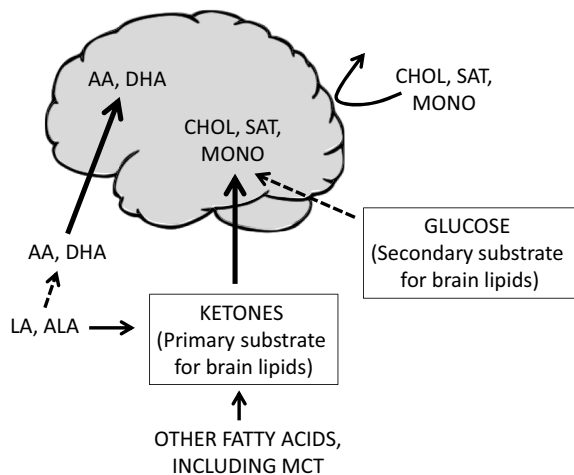 AA, DHA
CHOL, SAT,
MONO
CHOL, SAT,
MONO
AA, DHA
GLUCOSE
(Secondary substrate
for brain lipids)
LA, ALA
KETONES
(Primary substrate
for brain lipids)
OTHER FATTY ACIDS,
INCLUDING MCT